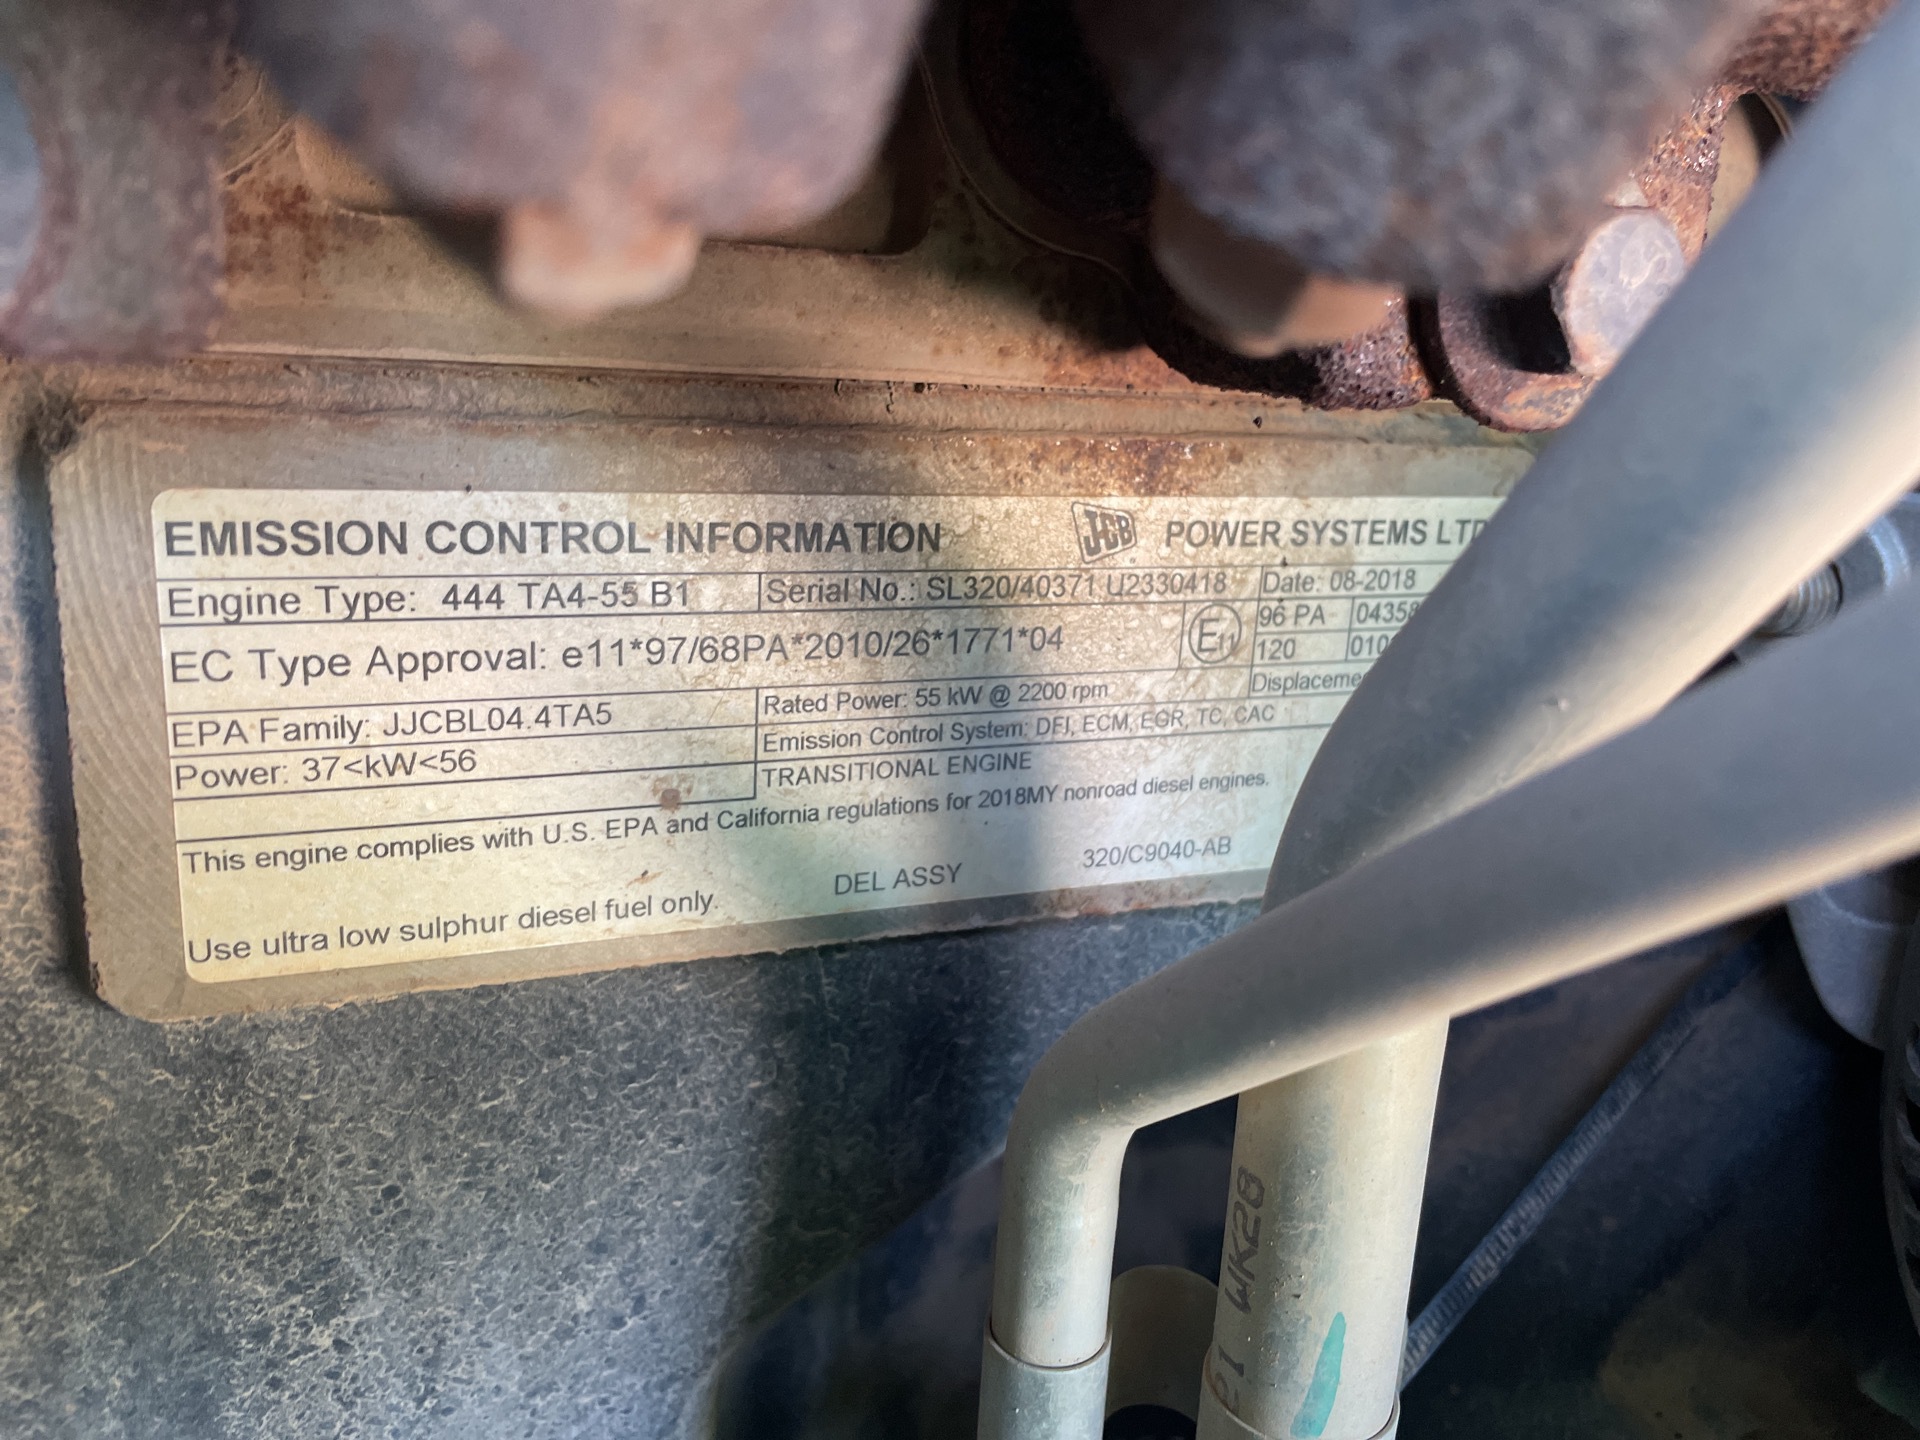 EMISSION CONTROL INFORMATION JCB POWER SYSTEMS LTD
Engine Type: 444 TA4-55 B1 Serial No.: SL320/40371 U2330418 Date: 08-2018
EC Type Approval: e11*97/68PA*2010/26*1771*04 E11 96 PA 0435
120 010
EPA Family: JJCBL04.4TA5 Rated Power: 55 kW @ 2200 rpm
Power: 37<kW<56 Emission Control System: DFI, ECM, EGR, TC, CAC
TRANSITIONAL ENGINE
This engine complies with U.S. EPA and California regulations for 2018MY nonroad diesel engines.
Use ultra low sulphur diesel fuel only. DEL ASSY 320/C9040-AB
WK28